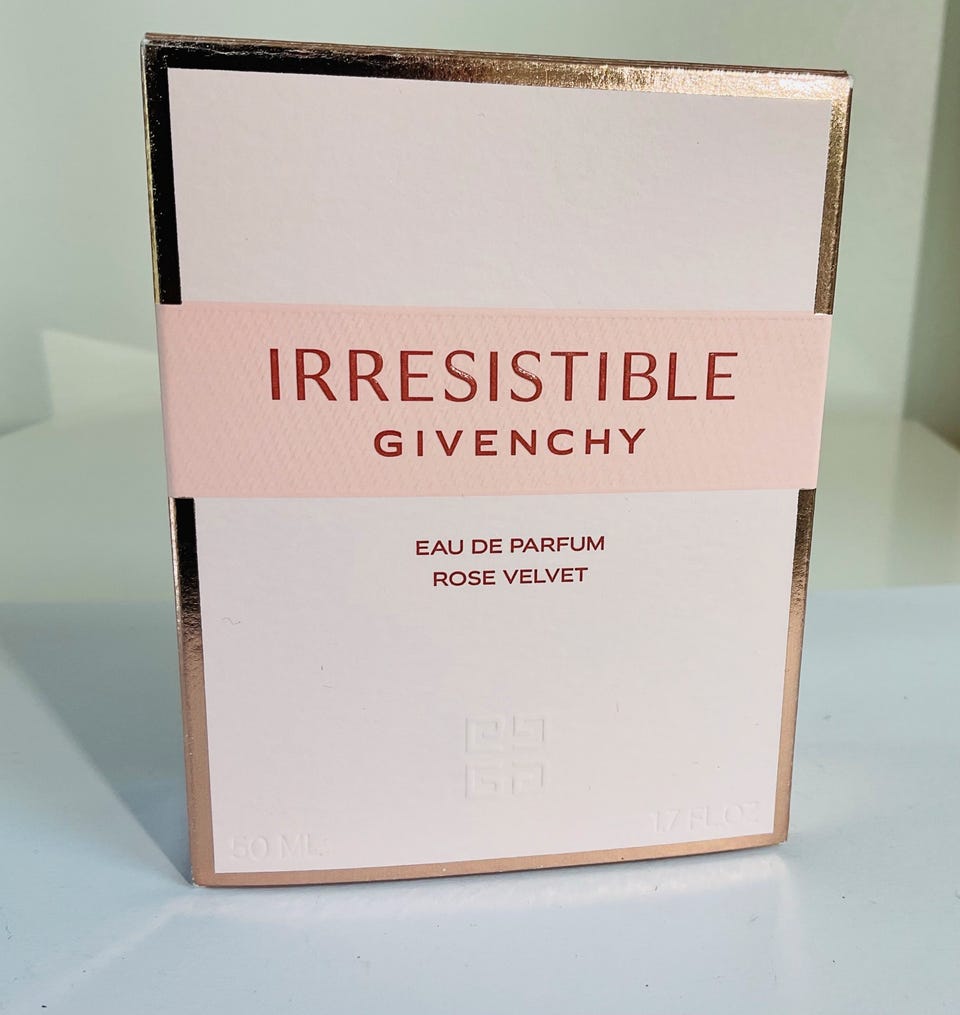 IRRESISTIBLE
GIVENCHY
EAU DE PARFUM
ROSE VELVET
50 ML
1.7 FL.OZ